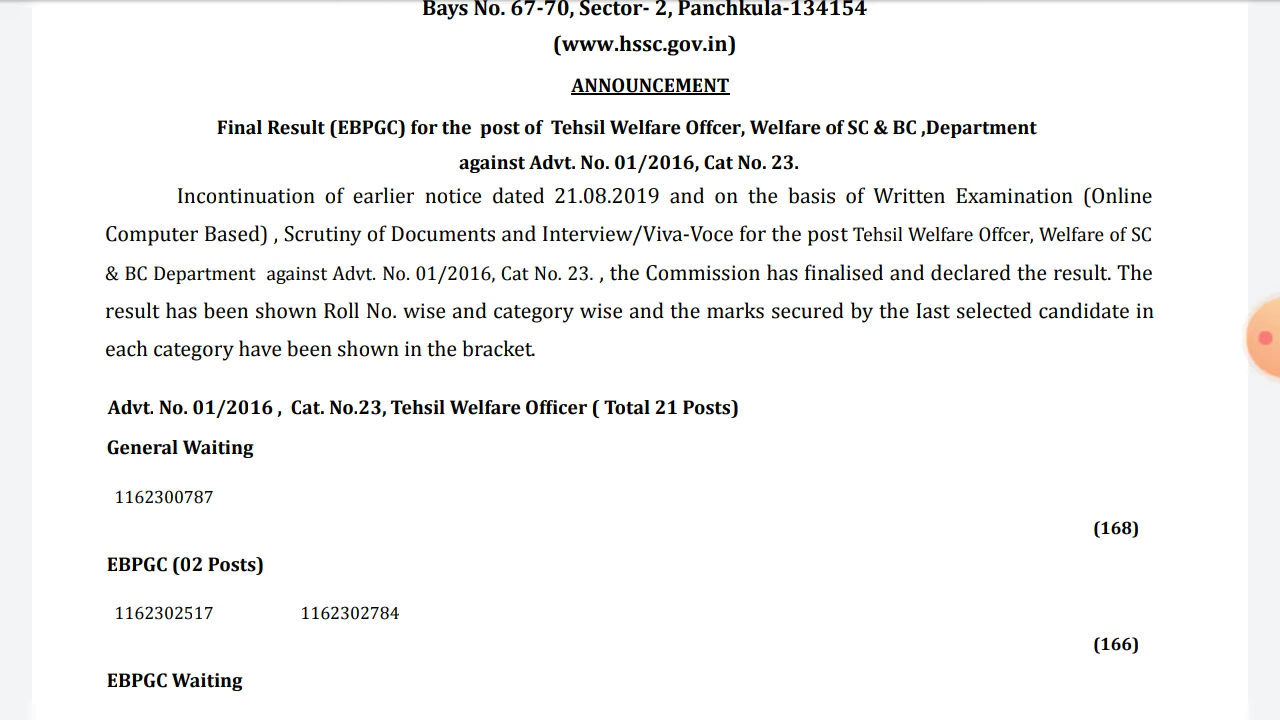 Bays No. 67-70, Sector- 2, Panchkula-134154
(www.hssc.gov.in)
ANNOUNCEMENT
Final Result (EBPGC) for the post of Tehsil Welfare Offcer, Welfare of SC & BC ,Department
against Advt. No. 01/2016, Cat No. 23.
Incontinuation of earlier notice dated 21.08.2019 and on the basis of Written Examination (Online
Computer Based) , Scrutiny of Documents and Interview/Viva-Voce for the post Tehsil Welfare Offcer, Welfare of SC
& BC Department against Advt. No. 01/2016, Cat No. 23. , the Commission has finalised and declared the result. The
result has been shown Roll No. wise and category wise and the marks secured by the Iast selected candidate in
each category have been shown in the bracket.
Advt. No. 01/2016 , Cat. No.23, Tehsil Welfare Officer ( Total 21 Posts)
General Waiting
1162300787
(168)
EBPGC (02 Posts)
1162302517 1162302784
(166)
EBPGC Waiting